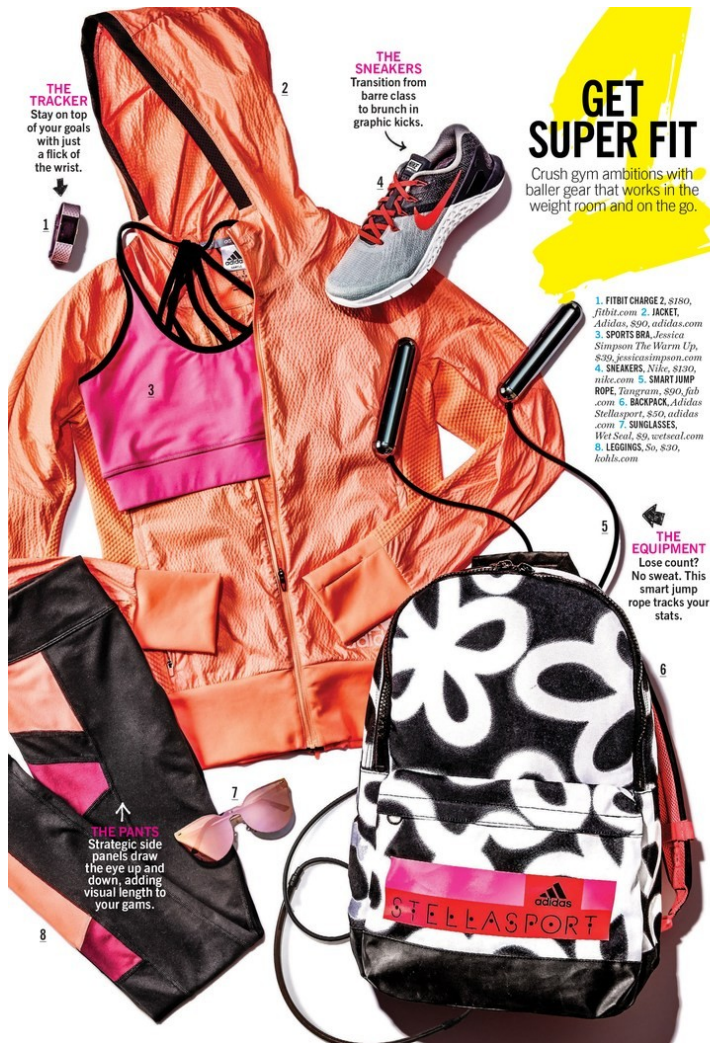 GET
SUPER FIT
Crush gym ambitions with
baller gear that works in the
weight room and on the go.
THE
TRACKER
Stay on top
of your goals
with just
a flick of
the wrist.
1
2
THE
SNEAKERS
Transition from
barre class
to brunch in
graphic kicks.
4
NIKE
adidas
3
1. FITBIT CHARGE 2, $180,
fitbit.com 2. JACKET,
Adidas, $90, adidas.com
3. SPORTS BRA, Jessica
Simpson The Warm Up,
$39, jessicasimpson.com
4. SNEAKERS, Nike, $130,
nike.com 5. SMART JUMP
ROPE, Tangram, $90, fab
.com 6. BACKPACK, Adidas
Stellasport, $50, adidas
.com 7. SUNGLASSES,
Wet Seal, $9, wetseal.com
8. LEGGINGS, So, $30,
kohls.com
5
THE
EQUIPMENT
Lose count?
No sweat. This
smart jump
rope tracks your
stats.
6
7
THE PANTS
Strategic side
panels draw
the eye up and
down, adding
visual length to
your gams.
8
adidas
STELLASPORT